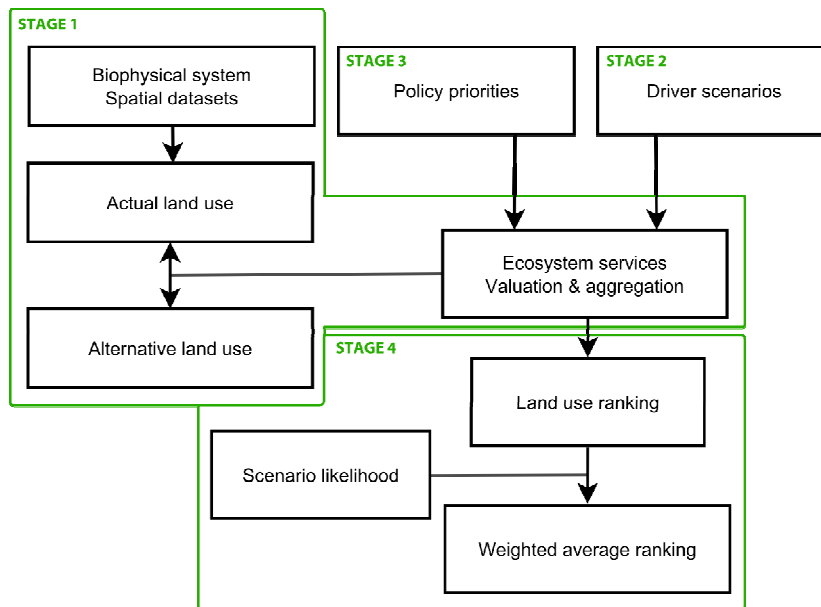 STAGE 1
Biophysical system
Spatial datasets
Actual land use
Alternative land use
STAGE 3
Policy priorities
STAGE 2
Driver scenarios
Ecosystem services
Valuation & aggregation
STAGE 4
Land use ranking
Scenario likelihood
Weighted average ranking